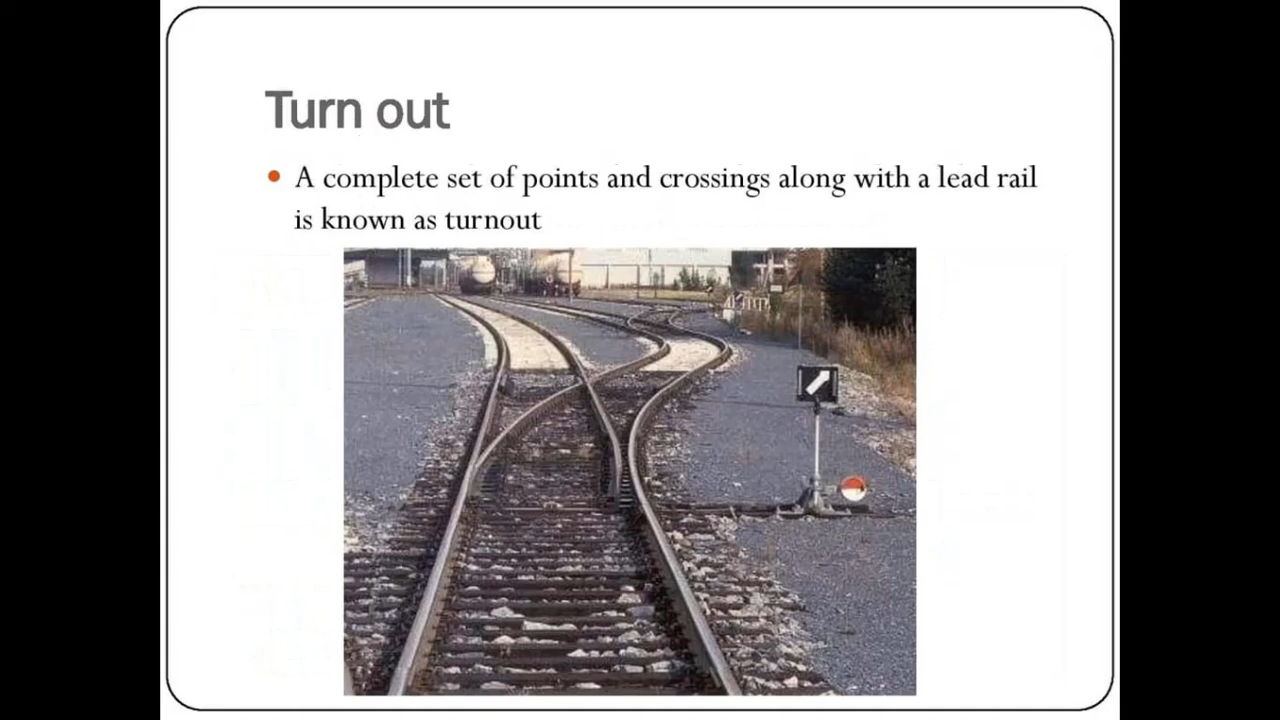 Turn out
A complete set of points and crossings along with a lead rail
is known as turnout